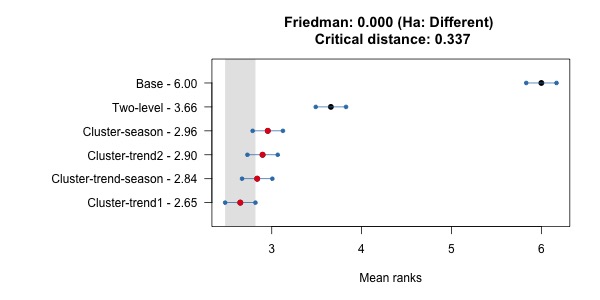 Friedman: 0.000 (Ha: Different)
Critical distance: 0.337
Base - 6.00
Two-level - 3.66
Cluster-season - 2.96
Cluster-trend2 - 2.90
Cluster-trend-season - 2.84
Cluster-trend1 - 2.65
3 4 5 6
Mean ranks